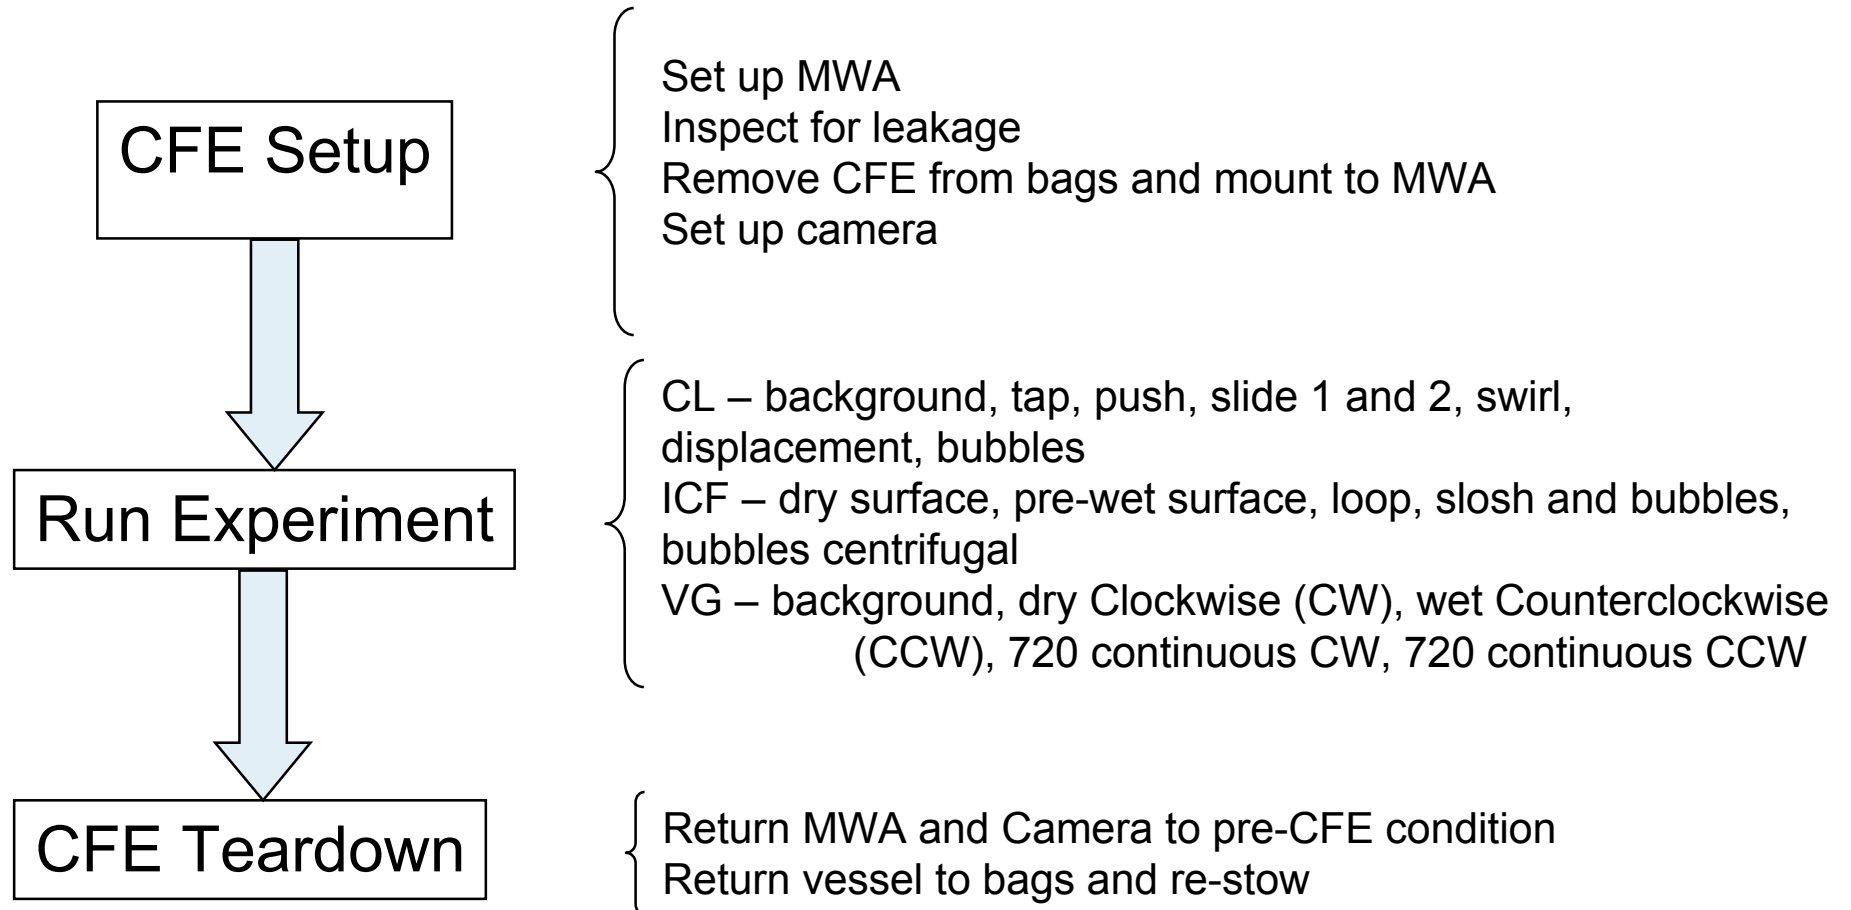 CFE Setup
Set up MWA
Inspect for leakage
Remove CFE from bags and mount to MWA
Set up camera
Run Experiment
CL – background, tap, push, slide 1 and 2, swirl,
displacement, bubbles
ICF – dry surface, pre-wet surface, loop, slosh and bubbles,
bubbles centrifugal
VG – background, dry Clockwise (CW), wet Counterclockwise
(CCW), 720 continuous CW, 720 continuous CCW
CFE Teardown
Return MWA and Camera to pre-CFE condition
Return vessel to bags and re-stow